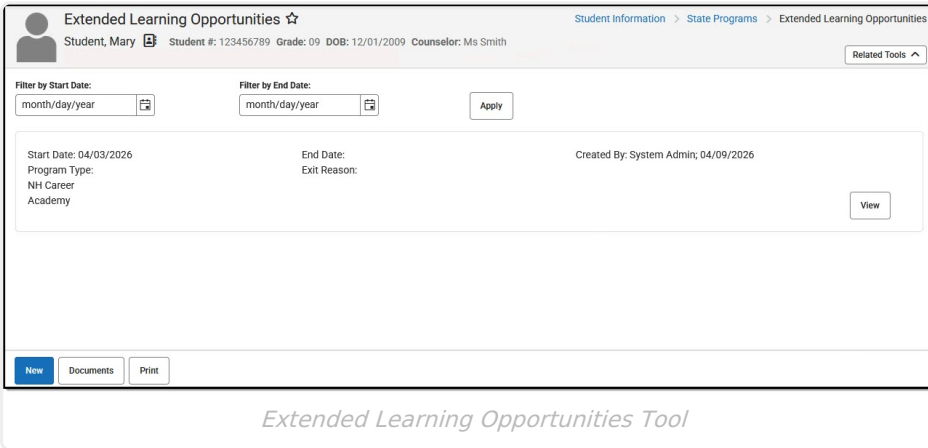 Extended Learning Opportunities
Student Information > State Programs > Extended Learning Opportunities
Student, Mary Student #: 123456789 Grade: 09 DOB: 12/01/2009 Counselor: Ms Smith
Related Tools
Filter by Start Date: Filter by End Date:
month/day/year month/day/year Apply
Start Date: 04/03/2026 End Date: Created By: System Admin; 04/09/2026
Program Type: Exit Reason:
NH Career
Academy
View
New Documents Print
Extended Learning Opportunities Tool